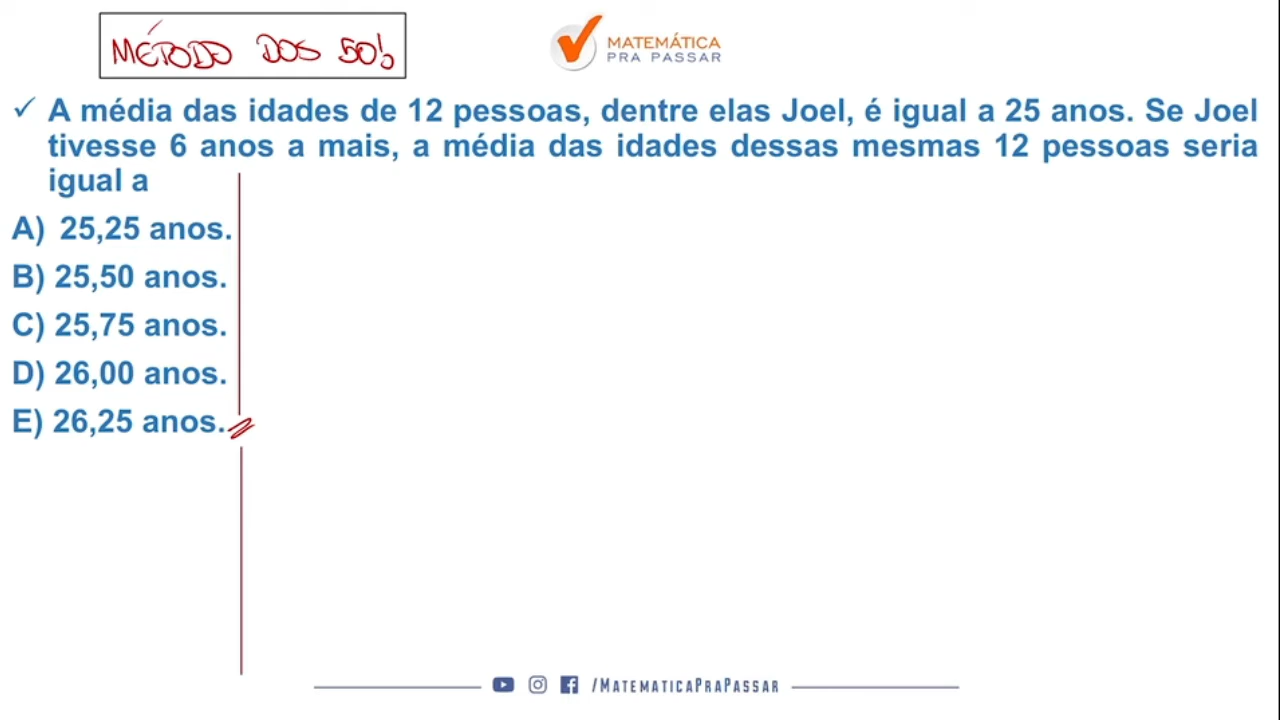 MÉTODO DOS 50!
MATEMÁTICA
PRA PASSAR
✓ A média das idades de 12 pessoas, dentre elas Joel, é igual a 25 anos. Se Joel
tivesse 6 anos a mais, a média das idades dessas mesmas 12 pessoas seria
igual a
A) 25,25 anos.
B) 25,50 anos.
C) 25,75 anos.
D) 26,00 anos.
E) 26,25 anos.
/MATEMATICAPRAPASSAR